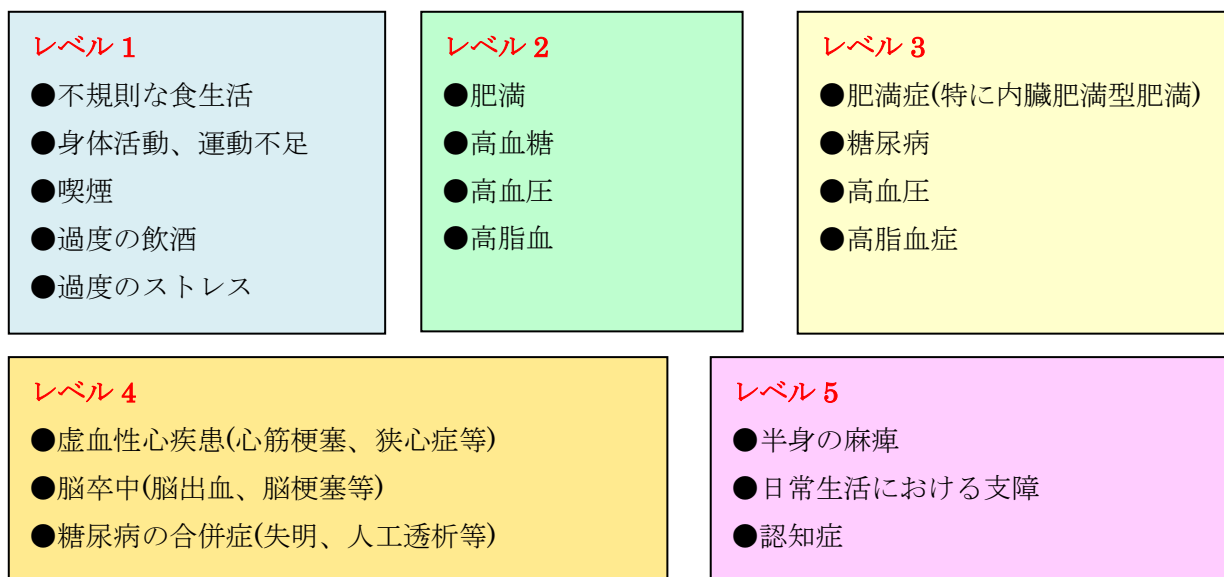 レベル 1
●不規則な食生活
●身体活動、運動不足
●喫煙
●過度の飲酒
●過度のストレス
レベル 2
●肥満
●高血糖
●高血圧
●高脂血
レベル 3
●肥満症(特に内臓肥満型肥満)
●糖尿病
●高血圧
●高脂血症
レベル 4
●虚血性心疾患(心筋梗塞、狭心症等)
●脳卒中(脳出血、脳梗塞等)
●糖尿病の合併症(失明、人工透析等)
レベル 5
●半身の麻痺
●日常生活における支障
●認知症